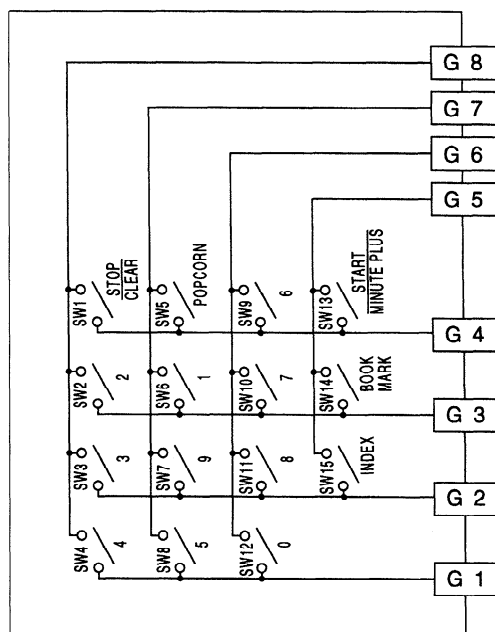 G 8
G 7
G 6
G 5
SW1
STOP
CLEAR
SW5
POPCORN
SW9
6
SW13
START
MINUTE PLUS
G 4
SW2
2
SW6
1
SW10
7
SW14
BOOK
MARK
G 3
SW3
3
SW7
9
SW11
8
SW15
INDEX
G 2
SW4
4
SW8
5
SW12
0
G 1